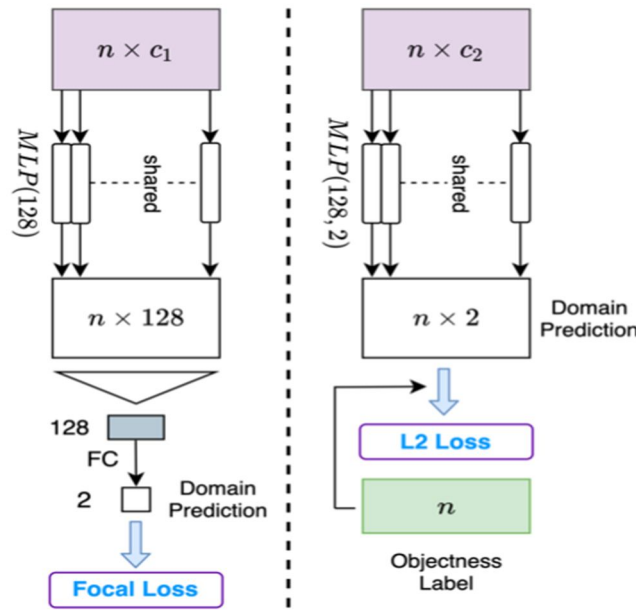 n × c₁
MLP(128)
shared
n × 128
128
FC
2
Domain
Prediction
Focal Loss
n × c₂
MLP(128,2)
shared
n × 2
Domain
Prediction
L2 Loss
n
Objectness
Label